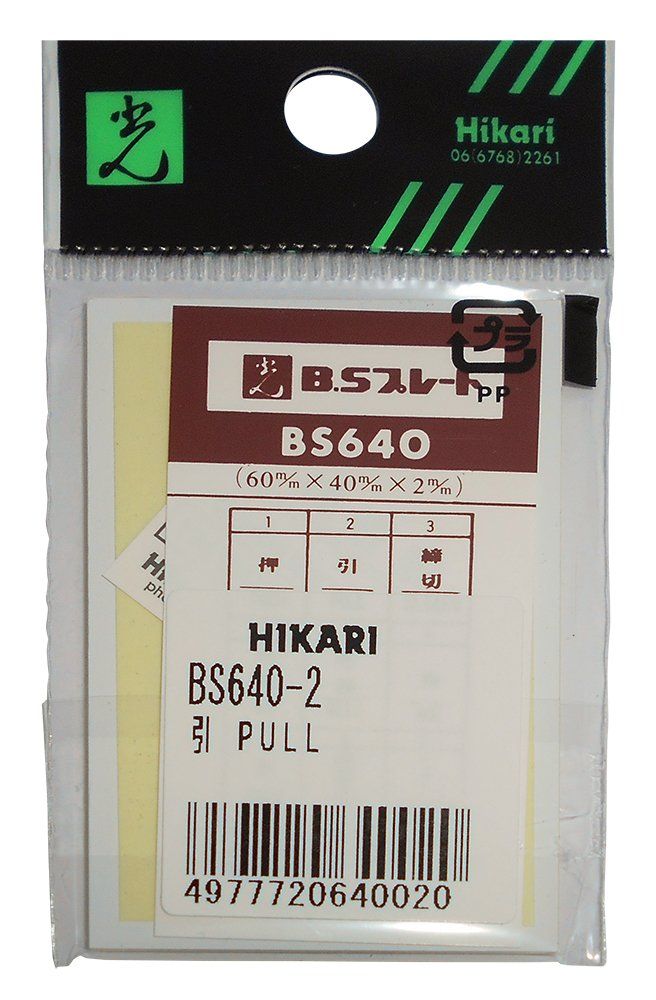 光
Hikari
06(6768)2261
プラ
PP
光 B.Sプレート
BS640
(60m/m×40m/m×2m/m)
1 2 3
押 引 締切
HIKARI
BS640-2
引 PULL
4977720640020